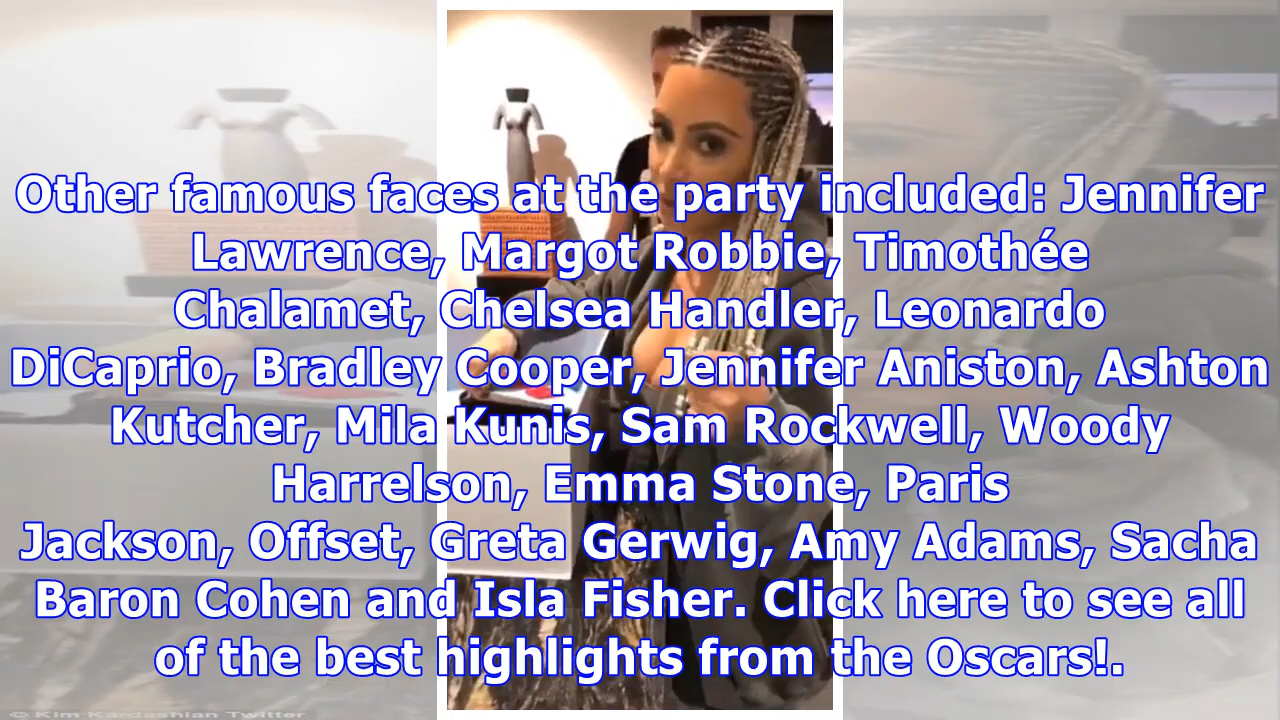 Other famous faces at the party included: Jennifer
Lawrence, Margot Robbie, Timothée
Chalamet, Chelsea Handler, Leonardo
DiCaprio, Bradley Cooper, Jennifer Aniston, Ashton
Kutcher, Mila Kunis, Sam Rockwell, Woody
Harrelson, Emma Stone, Paris
Jackson, Offset, Greta Gerwig, Amy Adams, Sacha
Baron Cohen and Isla Fisher. Click here to see all
of the best highlights from the Oscars!.
© Kim Kardashian Twitter